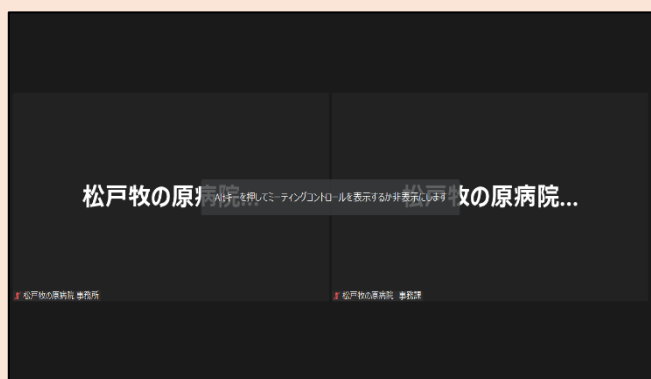 松戸牧の原病院...
松戸牧の原病院...
Altキーを押してミーティングコントロールを表示するか非表示にします
松戸牧の原病院 事務所
松戸牧の原病院 事務課